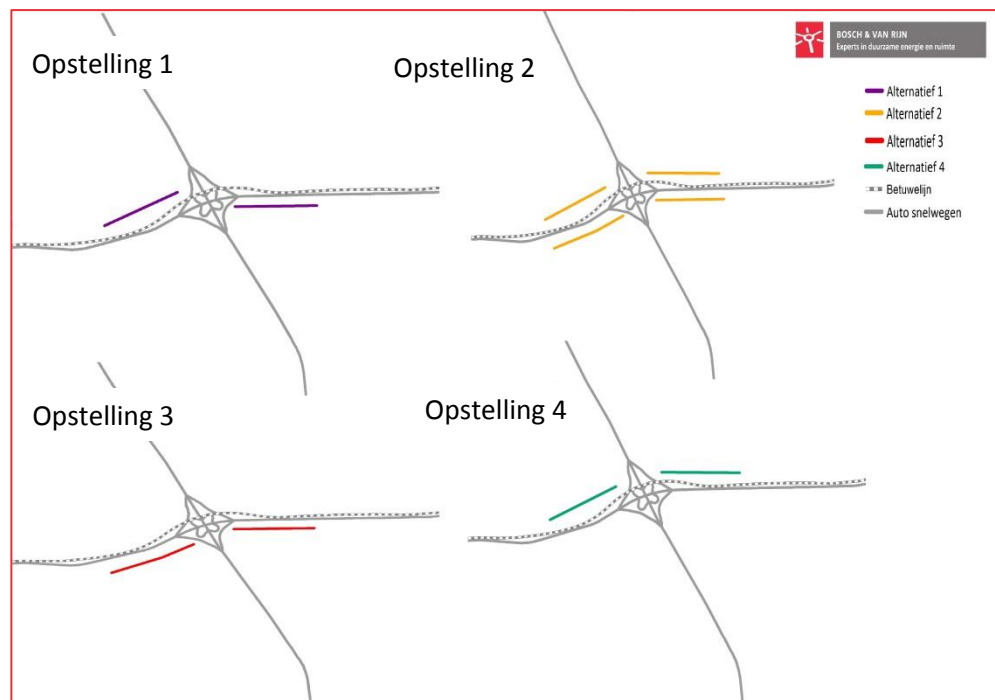 Opstelling 1
Opstelling 2
BOSCH & VAN RIJN
Experts in duurzame energie en ruimte
Alternatief 1
Alternatief 2
Alternatief 3
Alternatief 4
Betuwelijn
Auto snelwegen
Opstelling 3
Opstelling 4